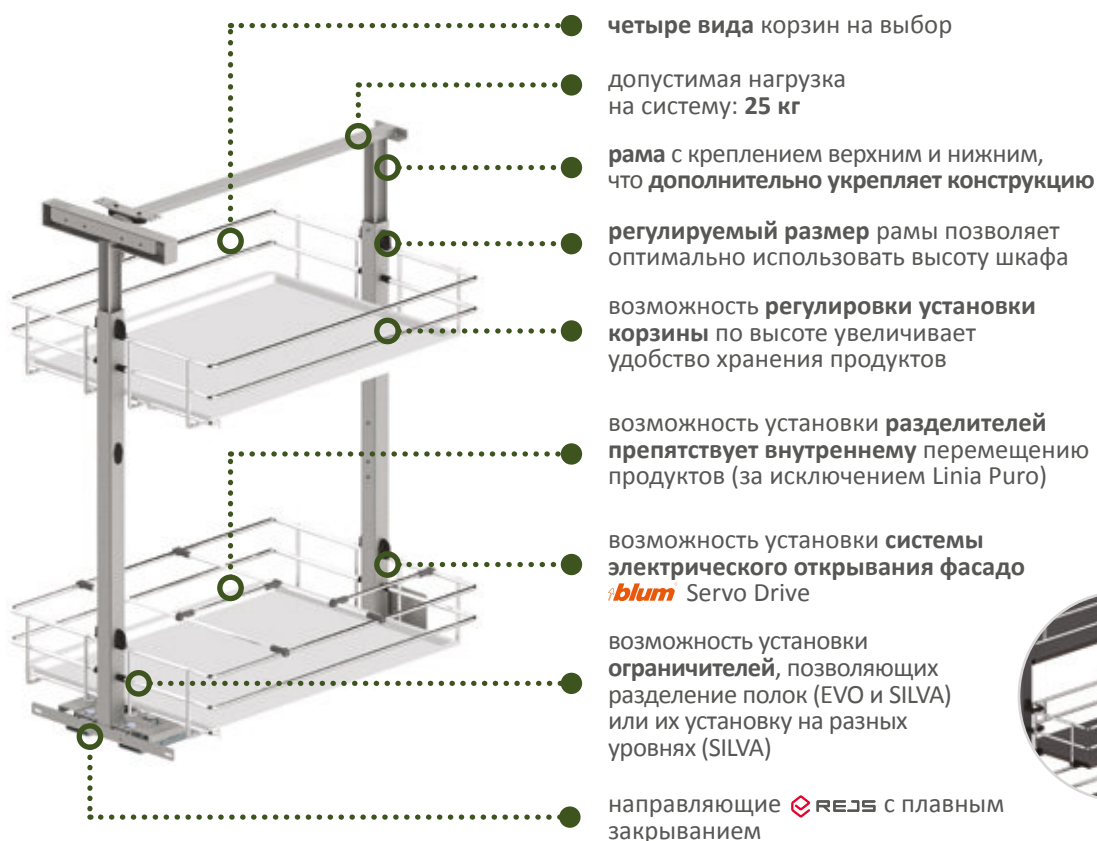 четыре вида корзин на выбор
допустимая нагрузка
на систему: 25 кг
рама с креплением верхним и нижним,
что дополнительно укрепляет конструкцию
регулируемый размер рамы позволяет
оптимально использовать высоту шкафа
возможность регулировки установки
корзины по высоте увеличивает
удобство хранения продуктов
возможность установки разделителей
препятствует внутреннему перемещению
продуктов (за исключением Linia Puro)
возможность установки системы
электрического открывания фасадо
blum Servo Drive
возможность установки
ограничителей, позволяющих
разделение полок (EVO и SILVA)
или их установку на разных
уровнях (SILVA)
направляющие REJS с плавным
закрыванием